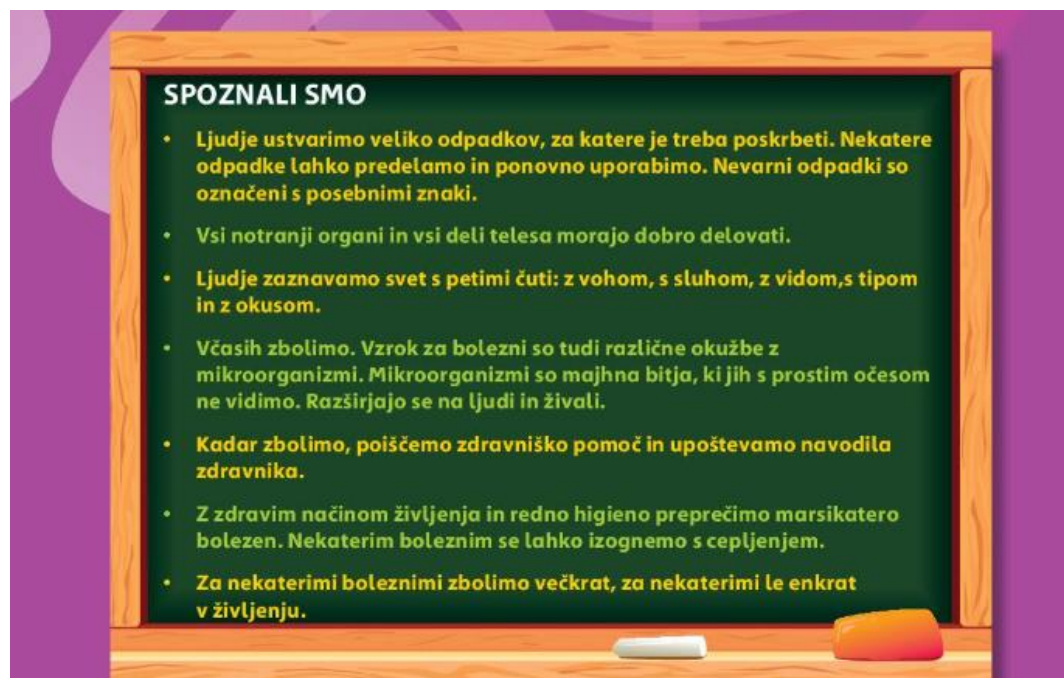 SPOZNALI SMO
• Ljudje ustvarimo veliko odpadkov, za katere je treba poskrbeti. Nekatere
odpadke lahko predelamo in ponovno uporabimo. Nevarni odpadki so
označeni s posebnimi znaki.
• Vsi notranji organi in vsi deli telesa morajo dobro delovati.
• Ljudje zaznavamo svet s petimi čuti: z vohom, s sluhom, z vidom,s tipom
in z okusom.
• Včasih zbolimo. Vzrok za bolezni so tudi različne okužbe z
mikroorganizmi. Mikroorganizmi so majhna bitja, ki jih s prostim očesom
ne vidimo. Razširjajo se na ljudi in živali.
• Kadar zbolimo, poiščemo zdravniško pomoč in upoštevamo navodila
zdravnika.
• Z zdravim načinom življenja in redno higieno preprečimo marsikatero
bolezen. Nekaterim boleznim se lahko izognemo s cepljenjem.
• Za nekaterimi boleznimi zbolimo večkrat, za nekaterimi le enkrat
v življenju.